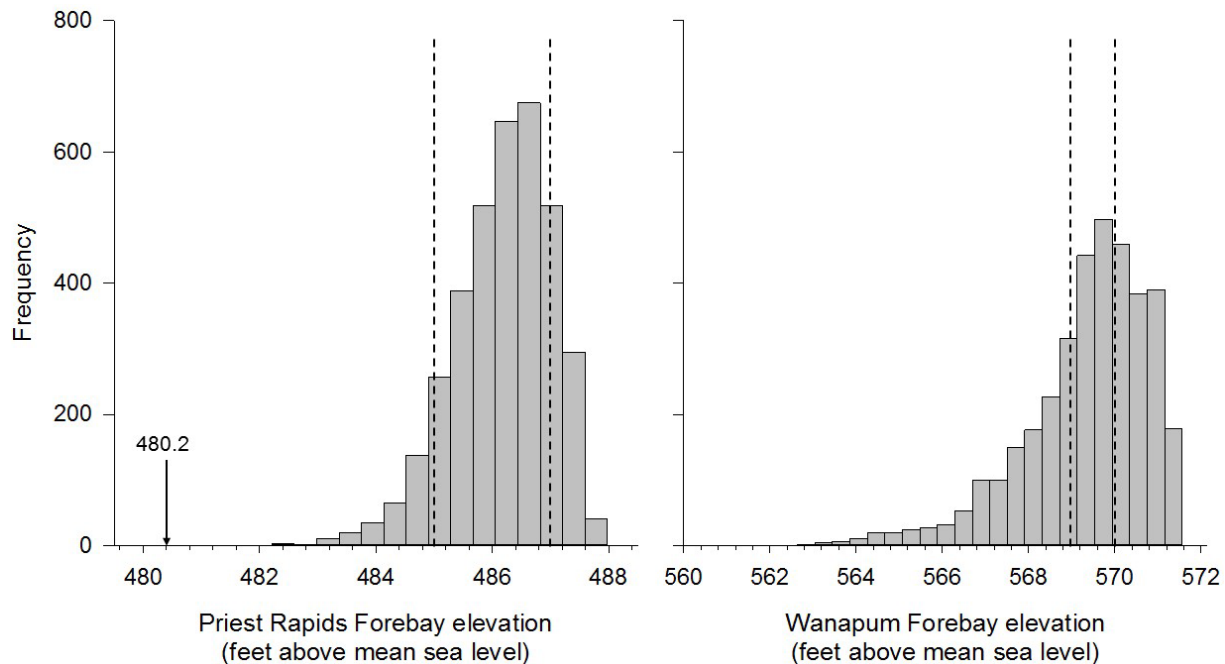 800
600
400
200
0
Frequency
480.2
480 482 484 486 488
Priest Rapids Forebay elevation
(feet above mean sea level)
560 562 564 566 568 570 572
Wanapum Forebay elevation
(feet above mean sea level)